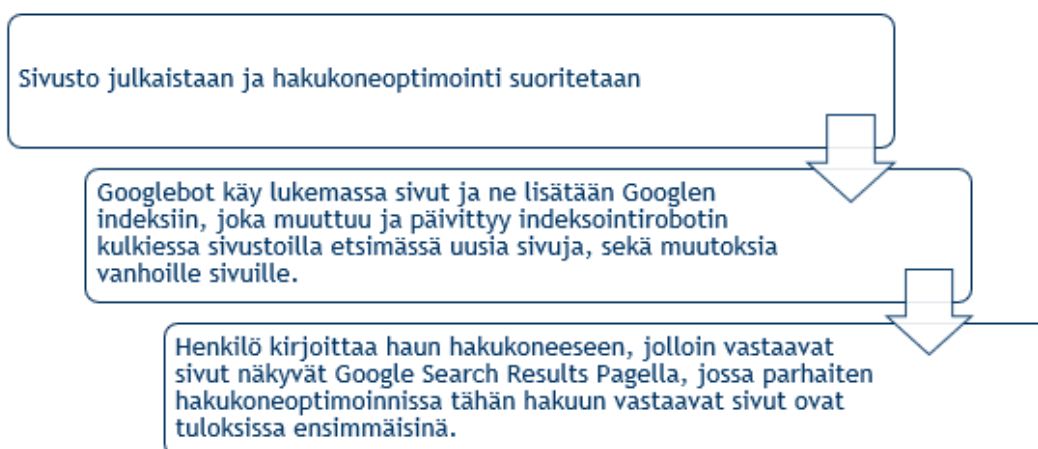 Sivusto julkaistaan ja hakukoneoptimointi suoritetaan
Googlebot käy lukemassa sivut ja ne lisätään Googlen
indeksiin, joka muuttuu ja päivittyy indeksointirobotin
kulkiessa sivustoilla etsimässä uusia sivuja, sekä muutoksia
vanhoille sivuille.
Henkilö kirjoittaa haun hakukoneeseen, jolloin vastaavat
sivut näkyvät Google Search Results Pagella, jossa parhaiten
hakukoneoptimoinnissa tähän hakuun vastaavat sivut ovat
tuloksissa ensimmäisinä.